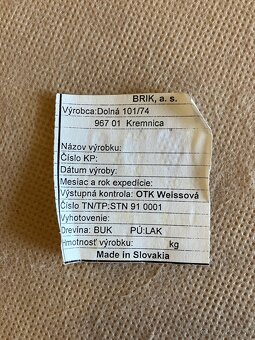 BRIK, a. s.
Výrobca:Dolná 101/74
967 01 Kremnica
Názov výrobku:
Číslo KP:
Dátum výroby:
Mesiac a rok expedície:
Výstupná kontrola: OTK Weissová
Číslo TN/TP:STN 91 0001
Vyhotovenie:
Drevina: BUK PÚ:LAK
Hmotnosť výrobku: kg
Made in Slovakia